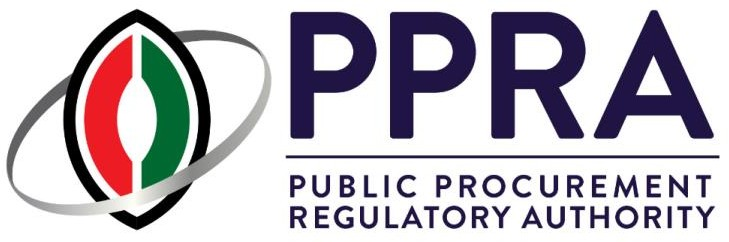 PPRA
PUBLIC PROCUREMENT
REGULATORY AUTHORITY